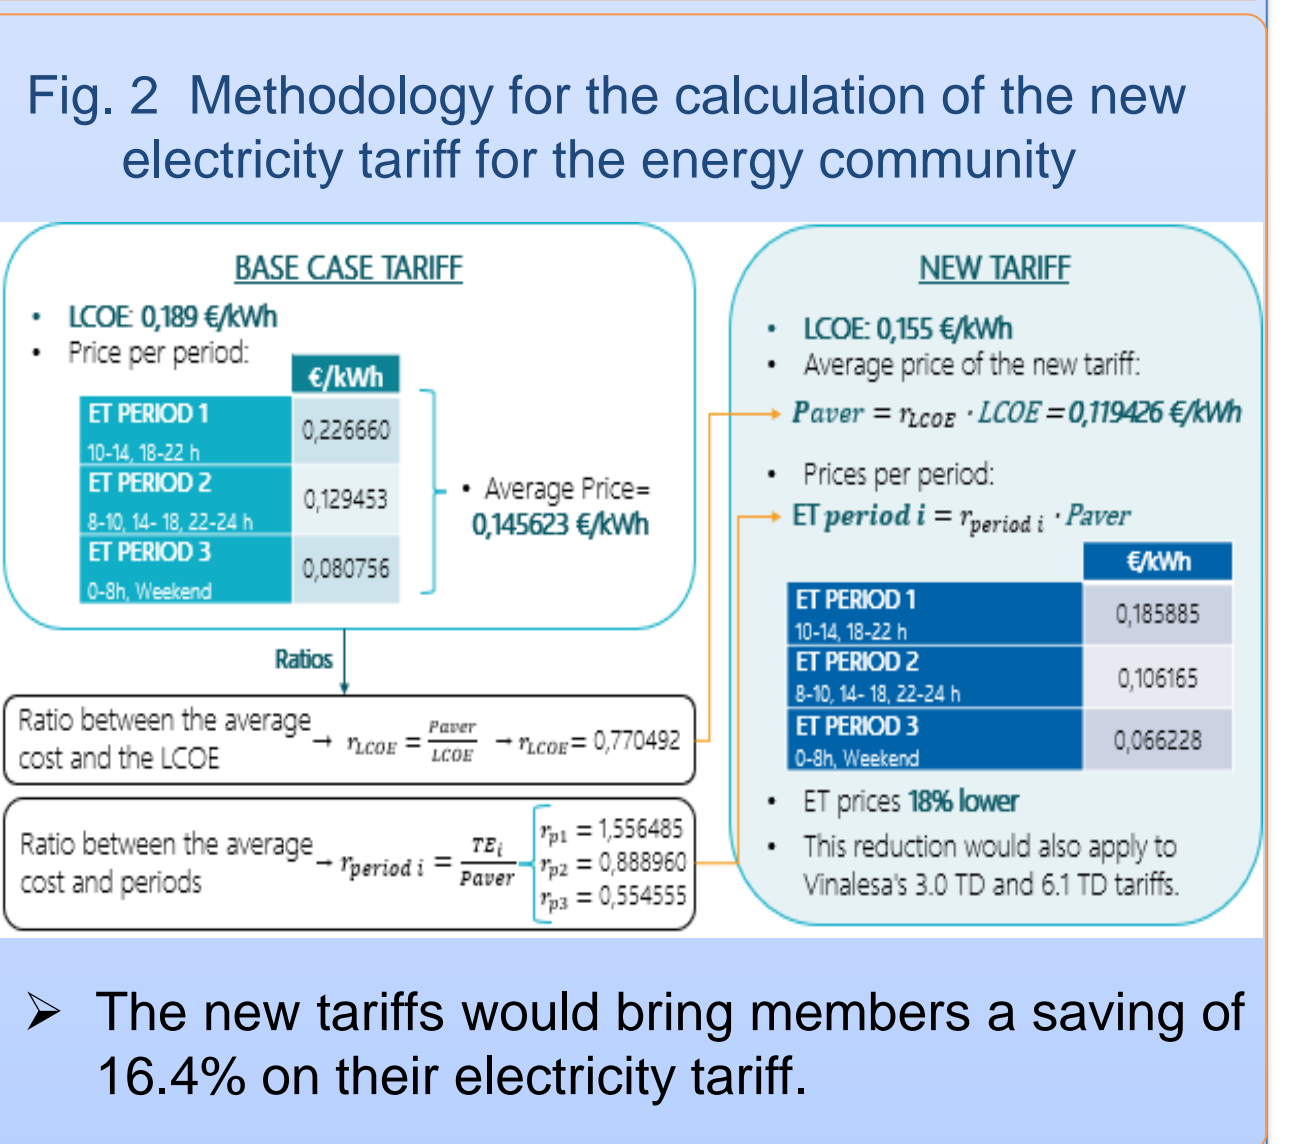 Fig. 2 Methodology for the calculation of the new
electricity tariff for the energy community
BASE CASE TARIFF
• LCOE: 0,189 €/kWh
• Price per period:
€/kWh
ET PERIOD 1
10-14, 18-22 h
0,226660
ET PERIOD 2
8-10, 14- 18, 22-24 h
0,129453
ET PERIOD 3
0-8h, Weekend
0,080756
• Average Price=
0,145623 €/kWh
Ratios
Ratio between the average
cost and the LCOE
→ rLCOE = Paver/LCOE → rLCOE= 0,770492
Ratio between the average
cost and periods
→ rperiod i = TEi/Paver
rp1 = 1,556485
rp2 = 0,888960
rp3 = 0,554555
NEW TARIFF
• LCOE: 0,155 €/kWh
• Average price of the new tariff:
Paver = rLCOE · LCOE = 0,119426 €/kWh
• Prices per period:
ET period i = rperiod i · Paver
€/kWh
ET PERIOD 1
10-14, 18-22 h
0,185885
ET PERIOD 2
8-10, 14- 18, 22-24 h
0,106165
ET PERIOD 3
0-8h, Weekend
0,066228
• ET prices 18% lower
• This reduction would also apply to
Vinalesa's 3.0 TD and 6.1 TD tariffs.
➢ The new tariffs would bring members a saving of
16.4% on their electricity tariff.